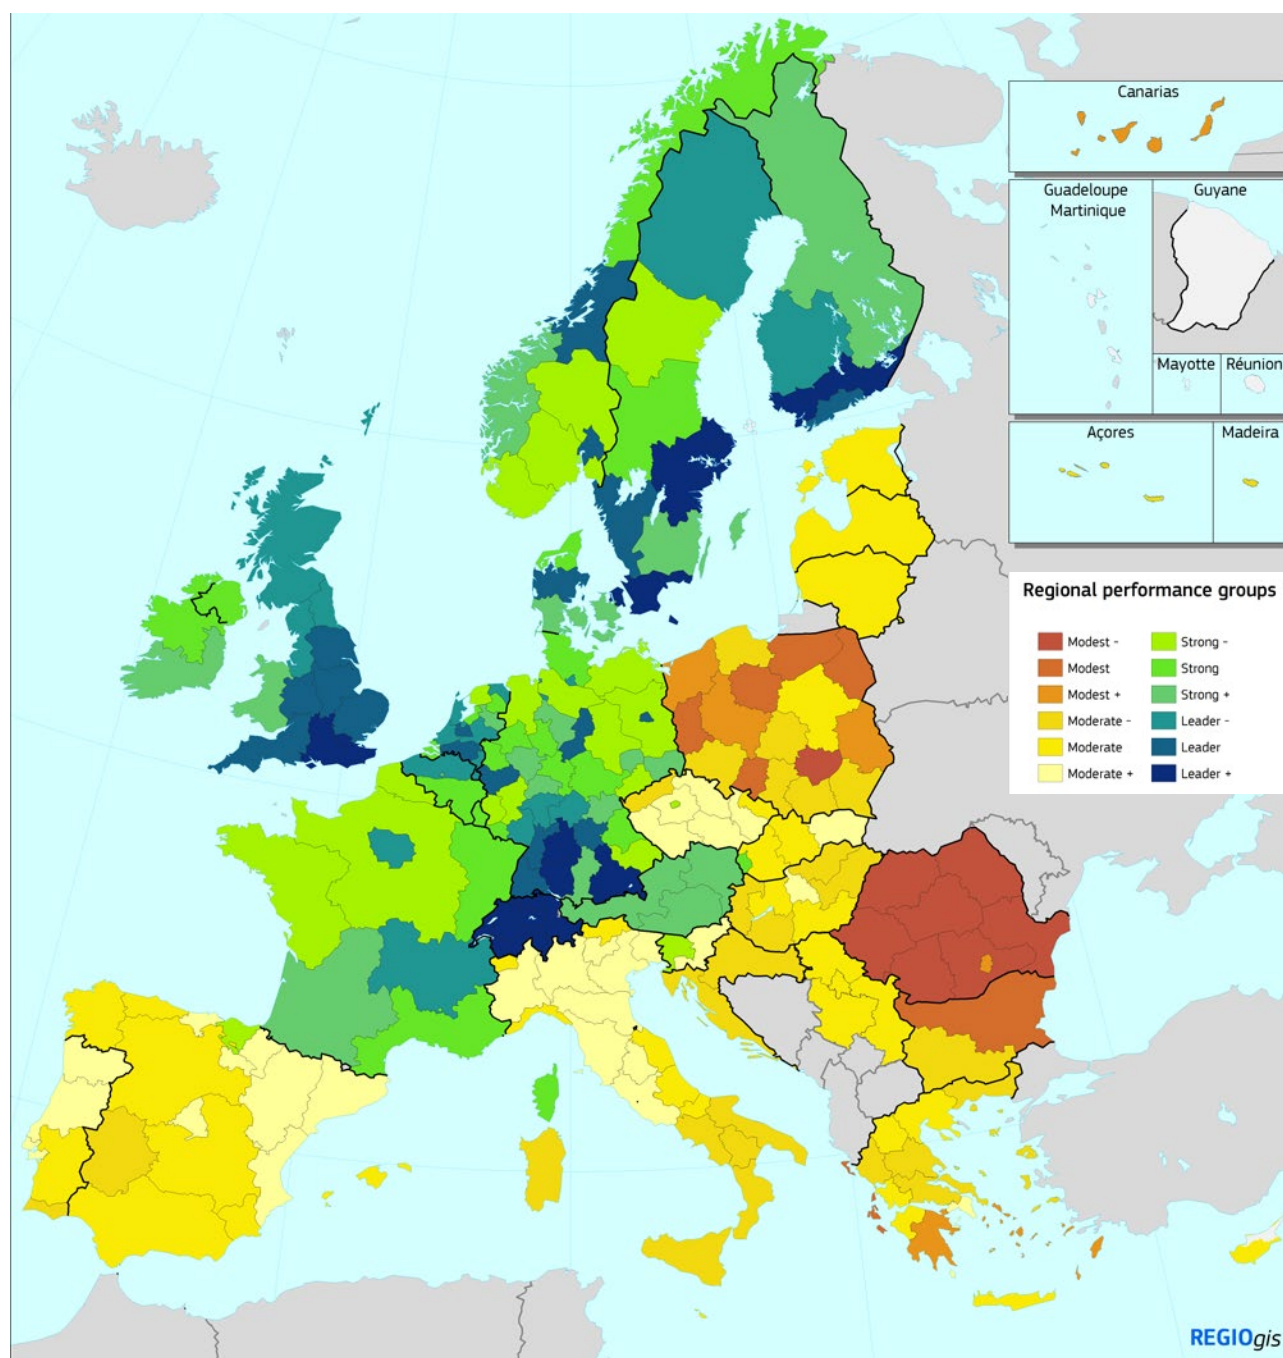 Canarias
Guadeloupe
Martinique
Guyane
Mayotte
Réunion
Açores
Madeira
Regional performance groups
Modest -
Modest
Modest +
Moderate -
Moderate
Moderate +
Strong -
Strong
Strong +
Leader -
Leader
Leader +
REGIOgis